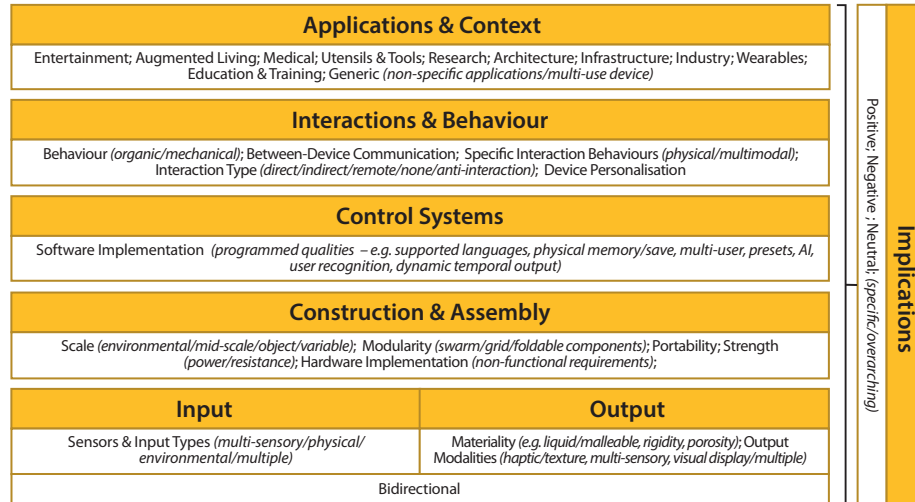 Applications & Context
Entertainment; Augmented Living; Medical; Utensils & Tools; Research; Architecture; Infrastructure; Industry; Wearables;
Education & Training; Generic (non-specific applications/multi-use device)
Interactions & Behaviour
Behaviour (organic/mechanical); Between-Device Communication; Specific Interaction Behaviours (physical/multimodal);
Interaction Type (direct/indirect/remote/none/anti-interaction); Device Personalisation
Control Systems
Software Implementation (programmed qualities – e.g. supported languages, physical memory/save, multi-user, presets, AI,
user recognition, dynamic temporal output)
Construction & Assembly
Scale (environmental/mid-scale/object/variable); Modularity (swarm/grid/foldable components); Portability; Strength
(power/resistance); Hardware Implementation (non-functional requirements);
Input
Sensors & Input Types (multi-sensory/physical/
environmental/multiple)
Output
Materiality (e.g. liquid/malleable, rigidity, porosity); Output
Modalities (haptic/texture, multi-sensory, visual display/multiple)
Bidirectional
Positive; Negative ; Neutral; (specific/overarching)
Implications